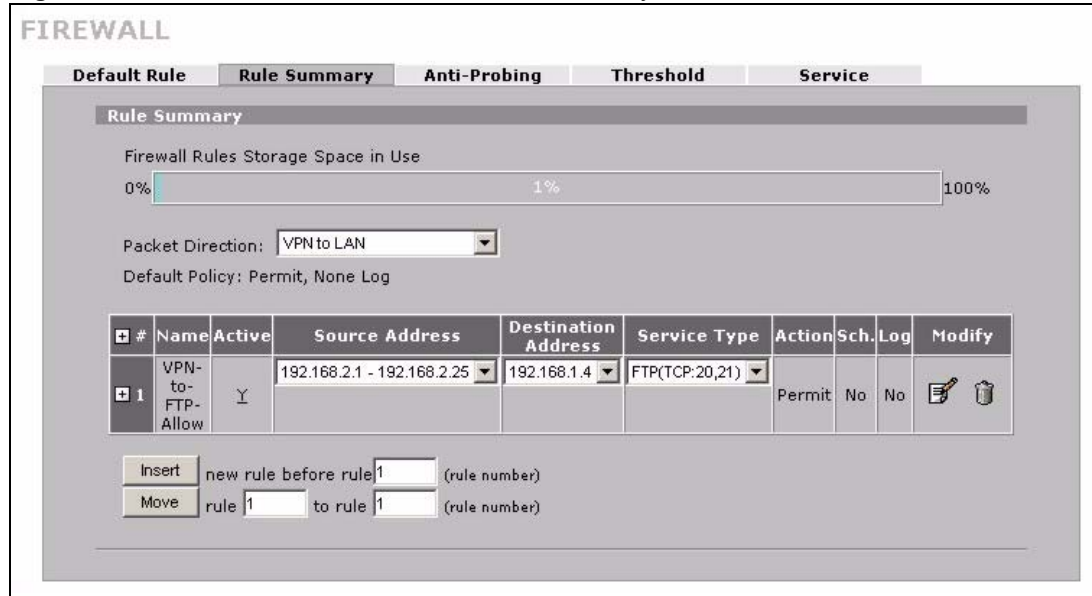 FIREWALL
Default Rule Rule Summary Anti-Probing Threshold Service
Rule Summary
Firewall Rules Storage Space in Use
0% 1% 100%
Packet Direction: VPN to LAN
Default Policy: Permit, None Log
# Name Active Source Address Destination Address Service Type Action Sch. Log Modify
1 VPN-to-FTP-Allow Y 192.168.2.1 - 192.168.2.25 192.168.1.4 FTP(TCP:20,21) Permit No No
Insert new rule before rule 1 (rule number)
Move rule 1 to rule 1 (rule number)